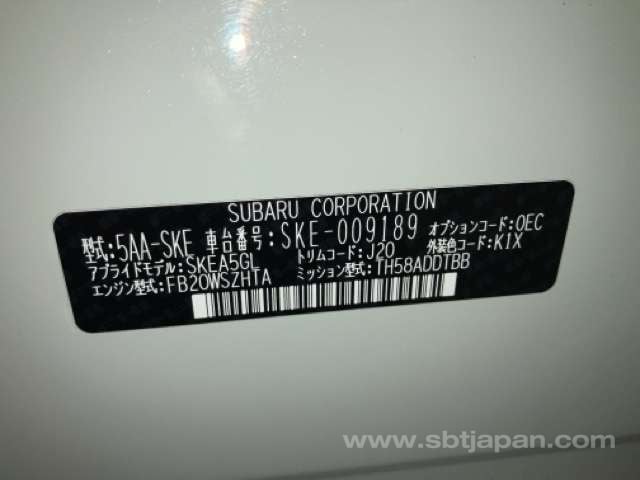 SUBARU CORPORATION
型式:5AA-SKE 車台番号:SKE-009189 オプションコード:OEC
アプライドモデル:SKEA5GL トリムコード:J20 外装色コード:K1X
エンジン型式:FB20WSZHTA ミッション型式:TH58ADDTBB
www.sbtjapan.com